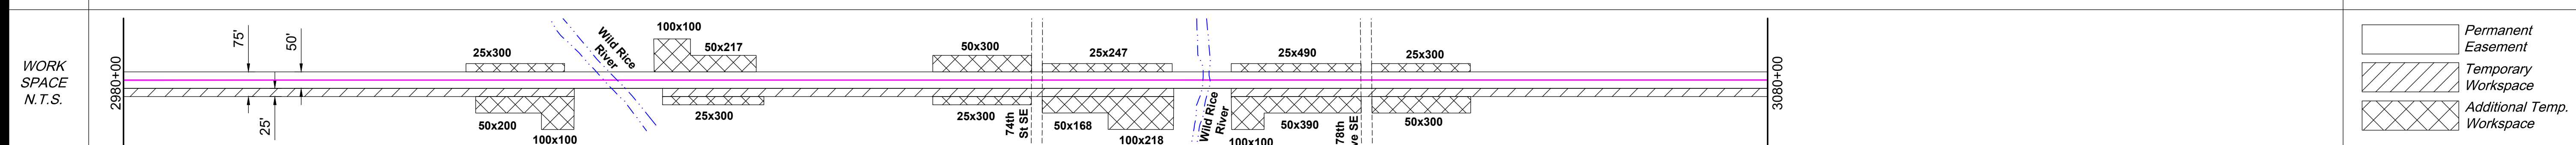 WORK
SPACE
N.T.S.
2980+00
75'
50'
25'
25x300
50x200
100x100
Wild Rice
River
100x100
50x217
25x300
50x300
25x300
74th
St SE
25x247
50x168
100x218
Wild Rice
River
25x490
100x100
50x390
78th
ve SE
25x300
50x300
3080+00
Permanent
Easement
Temporary
Workspace
Additional Temp.
Workspace